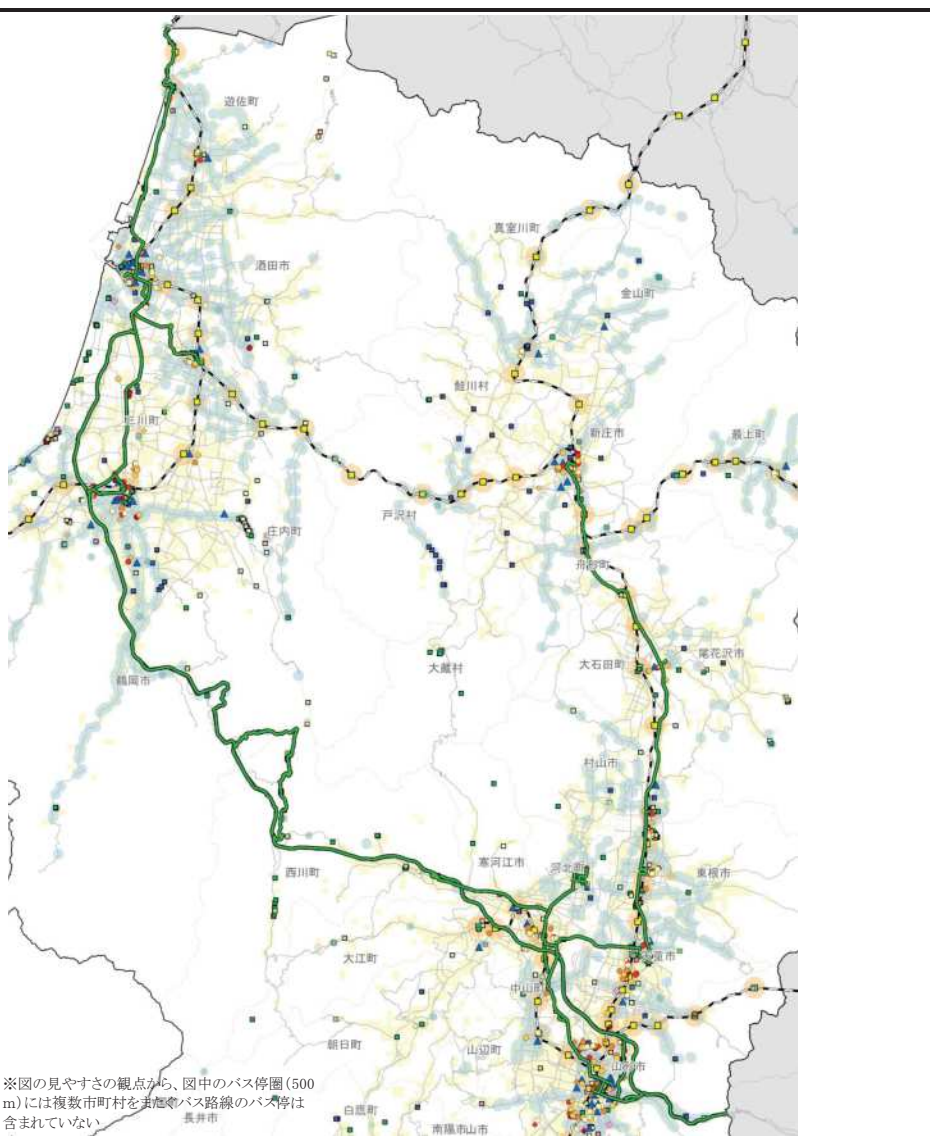 遊佐町
真室川町
酒田市
金山町
鮭川村
三川町
新庄市
最上町
戸沢村
庄内町
舟形町
大石田町
尾花沢市
大蔵村
鶴岡市
村山市
寒河江市
河北町
東根市
西川町
天童市
大江町
中山町
朝日町
山辺町
山形市
※図の見やすさの観点から、図中のバス停圏(500
m)には複数市町村をまたぐバス路線のバス停は
含まれていない
長井市
白鷹町
南陽市
上山市